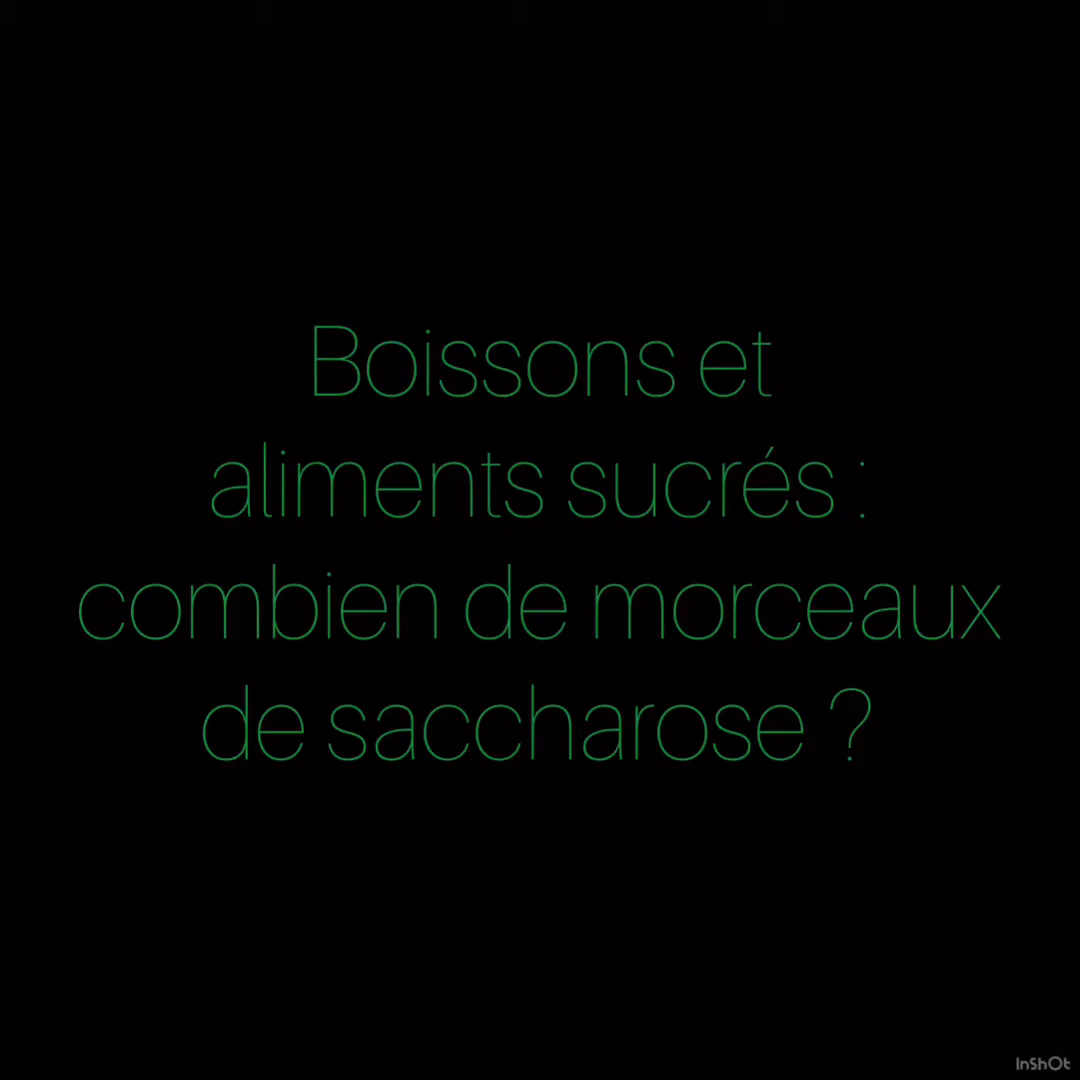 Boissons et
aliments sucrés :
combien de morceaux
de saccharose ?
InShOt